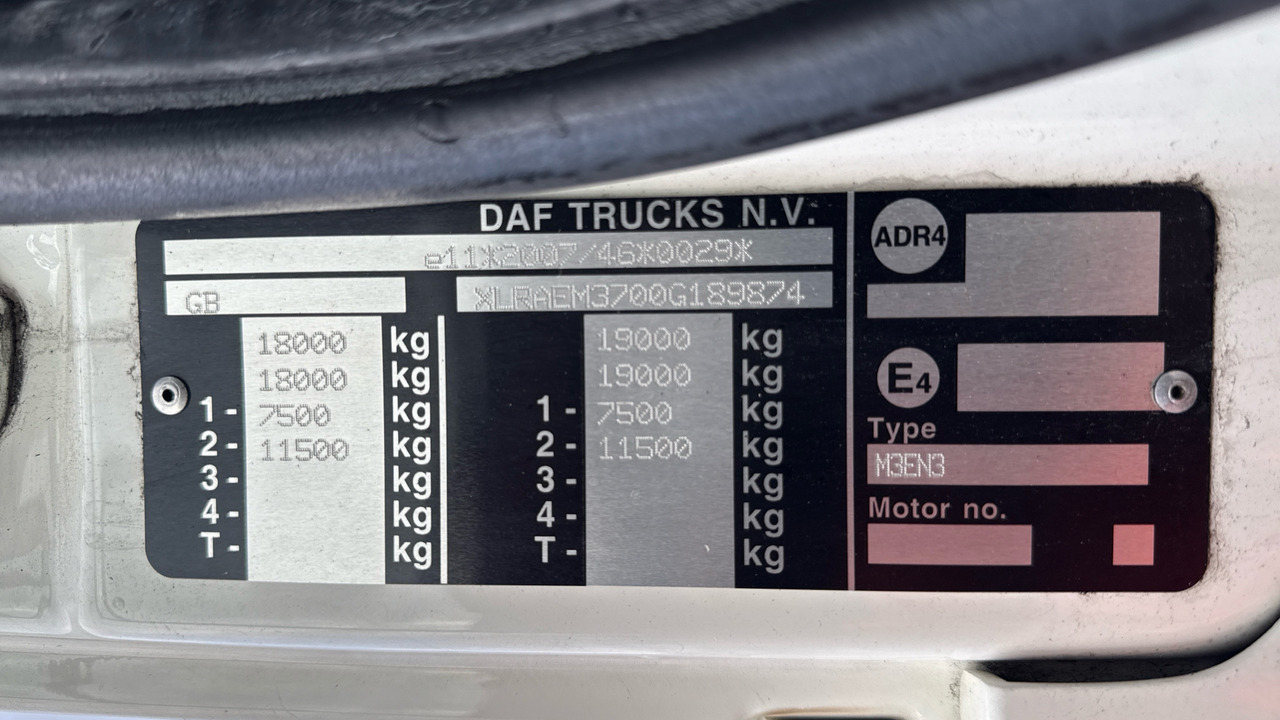 DAF TRUCKS N.V.
e11*2007/46*0029*
GB XLRAEM3700G189874
18000 kg 19000 kg
18000 kg 19000 kg
1- 7500 kg 1- 7500 kg
2- 11500 kg 2- 11500 kg
3- kg 3- kg
4- kg 4- kg
T- kg T- kg
ADR4
E4
Type
M3EN3
Motor no.